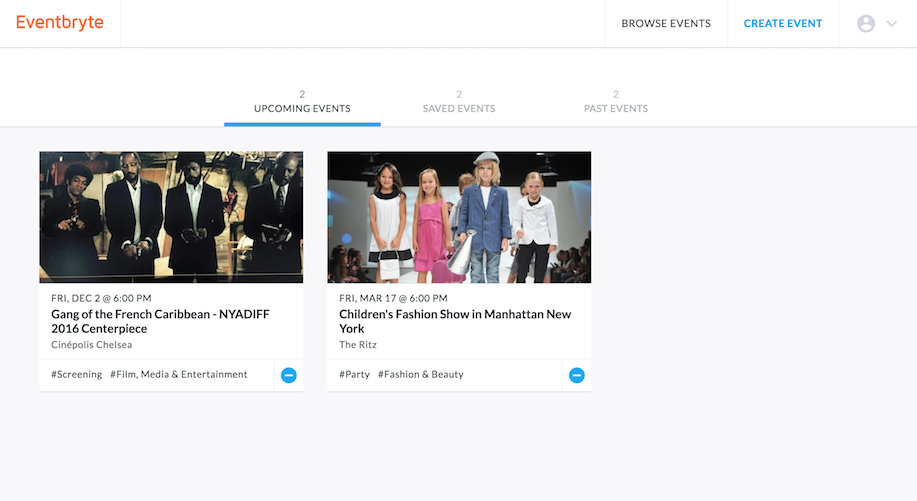 Eventbryte
BROWSE EVENTS
CREATE EVENT
2
UPCOMING EVENTS
2
SAVED EVENTS
2
PAST EVENTS
FRI, DEC 2 @ 6:00 PM
Gang of the French Caribbean - NYADIFF
2016 Centerpiece
Cinépolis Chelsea
#Screening #Film, Media & Entertainment
FRI, MAR 17 @ 6:00 PM
Children's Fashion Show in Manhattan New
York
The Ritz
#Party #Fashion & Beauty